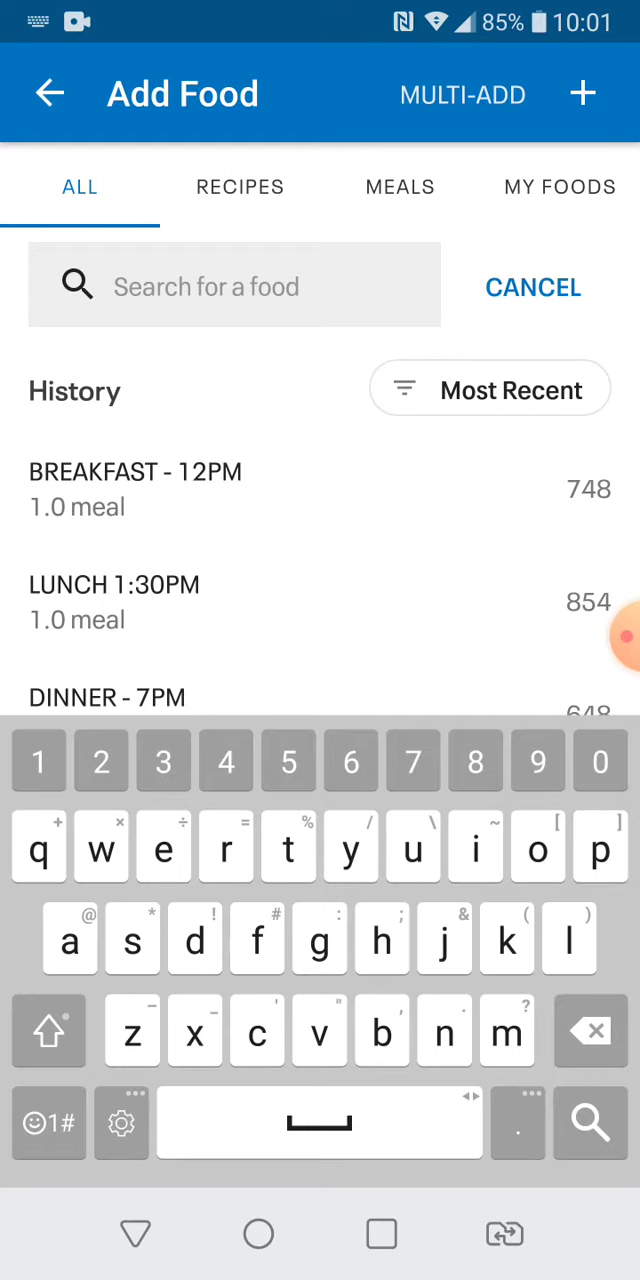 85% 10:01
Add Food MULTI-ADD +
ALL RECIPES MEALS MY FOODS
Search for a food CANCEL
History Most Recent
BREAKFAST - 12PM
1.0 meal 748
LUNCH 1:30PM
1.0 meal 854
DINNER - 7PM 648
1 2 3 4 5 6 7 8 9 0
+ × ÷ = % / \ ~ [ ]
q w e r t y u i o p
@ * ! # : ; & ( )
a s d f g h j k l
– _ ' " , . ?
z x c v b n m
1# .